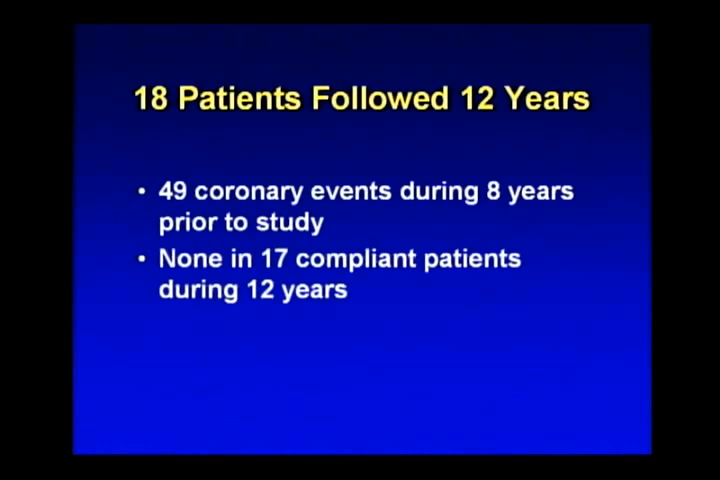 18 Patients Followed 12 Years
• 49 coronary events during 8 years
prior to study
• None in 17 compliant patients
during 12 years